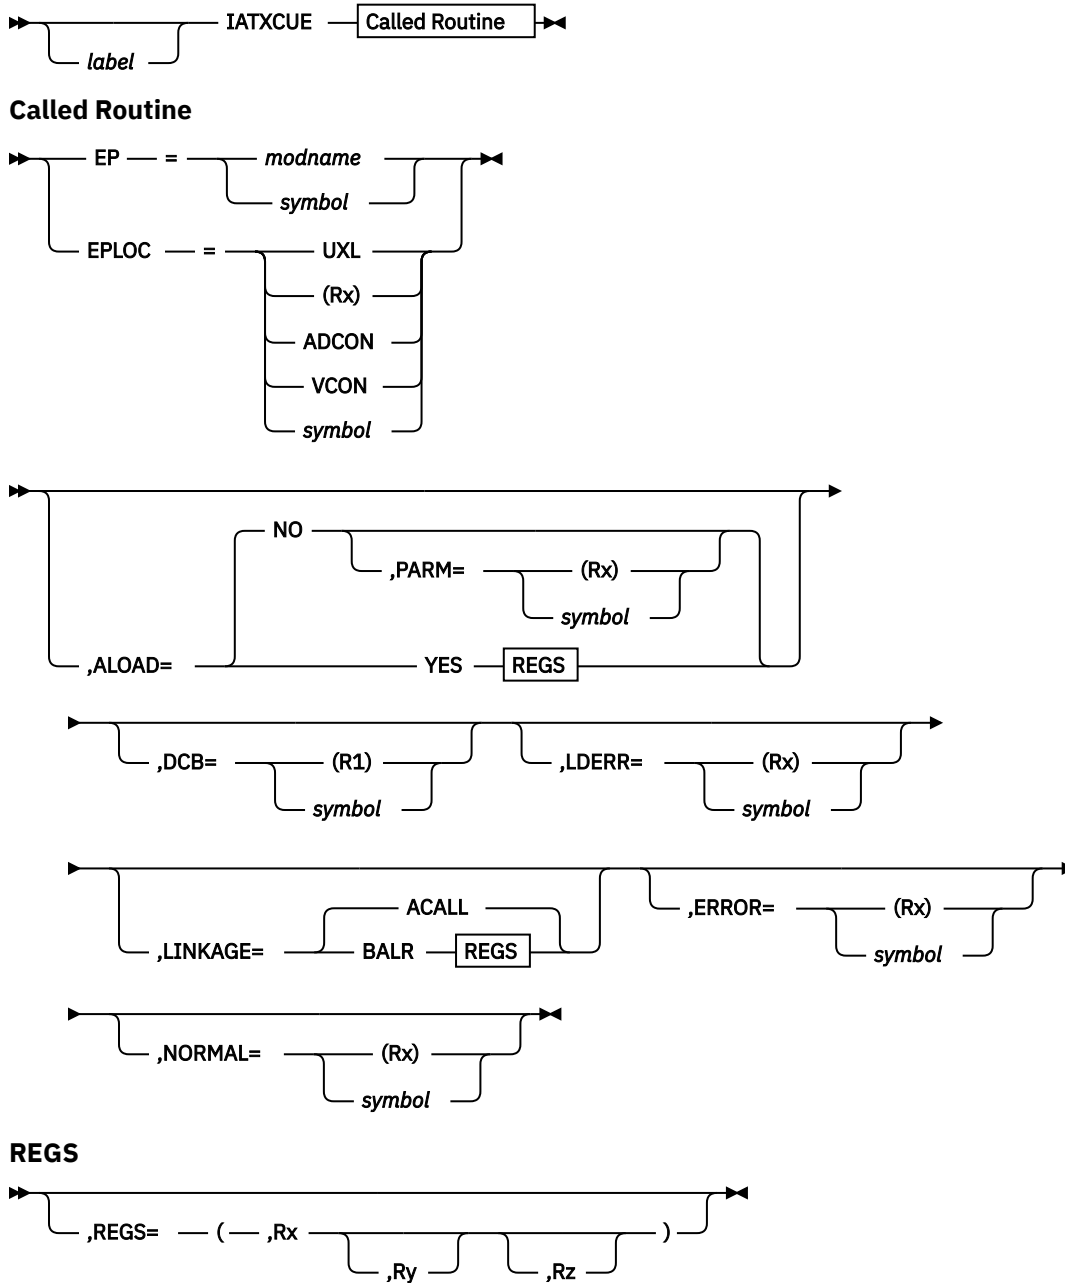 IATXCUE Called Routine
label
Called Routine
EP = modname
symbol
EPLOC = UXL
(Rx)
ADCON
VCON
symbol
NO
,PARM= (Rx)
symbol
,ALOAD= YES REGS
,DCB= (R1) ,LDERR= (Rx)
symbol symbol
ACALL ,ERROR= (Rx)
,LINKAGE= BALR REGS symbol
,NORMAL= (Rx)
symbol
REGS
,REGS= ( ,Rx )
,Ry ,Rz